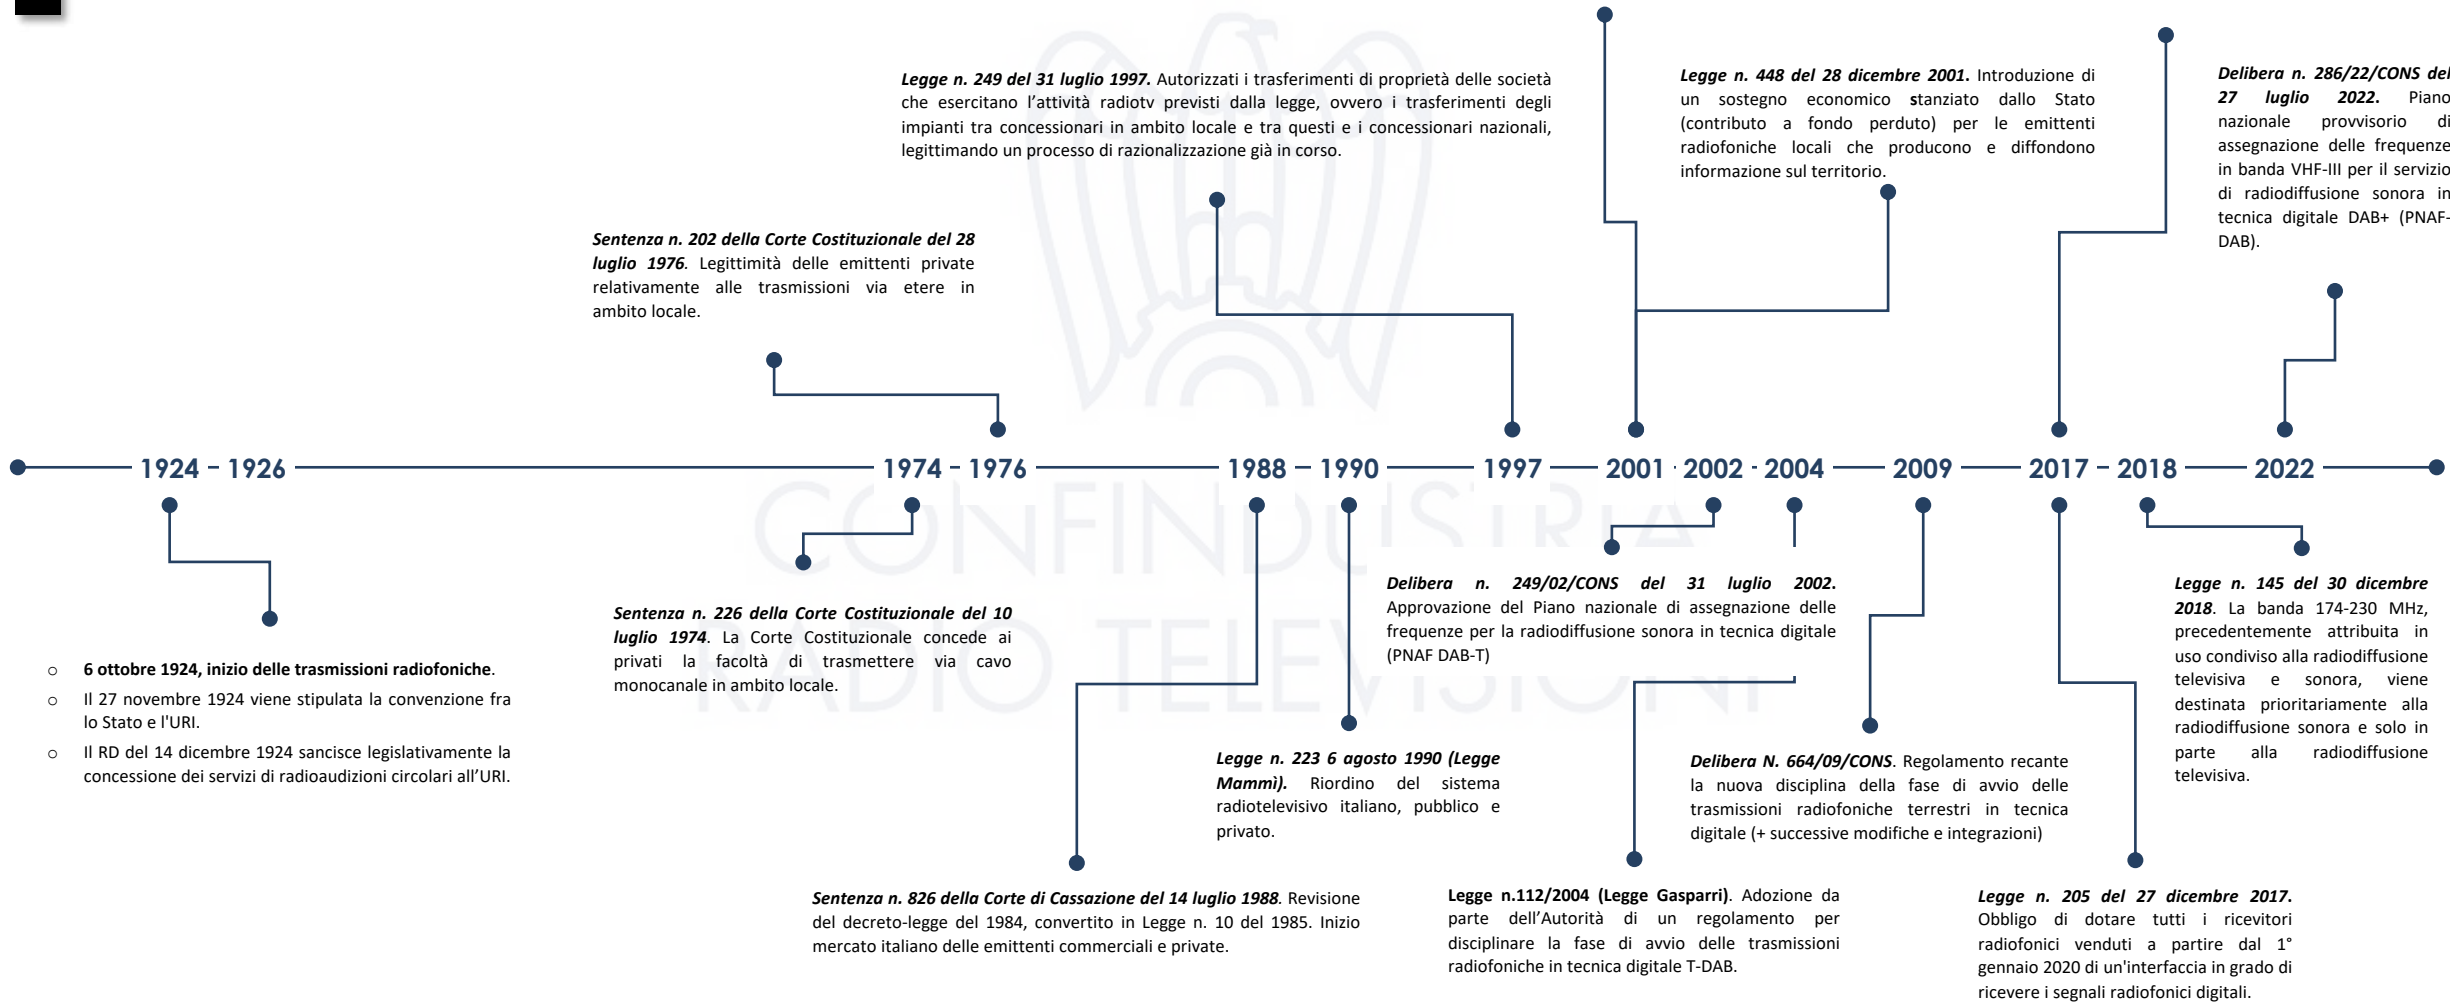 Legge n. 249 del 31 luglio 1997. Autorizzati i trasferimenti di proprietà delle società
che esercitano l'attività radiotv previsti dalla legge, ovvero i trasferimenti degli
impianti tra concessionari in ambito locale e tra questi e i concessionari nazionali,
legittimando un processo di razionalizzazione già in corso.
Legge n. 448 del 28 dicembre 2001. Introduzione di
un sostegno economico stanziato dallo Stato
(contributo a fondo perduto) per le emittenti
radiofoniche locali che producono e diffondono
informazione sul territorio.
Delibera n. 286/22/CONS del
27 luglio 2022. Piano
nazionale provvisorio di
assegnazione delle frequenze
in banda VHF-III per il servizio
di radiodiffusione sonora in
tecnica digitale DAB+ (PNAF-
DAB).
Sentenza n. 202 della Corte Costituzionale del 28
luglio 1976. Legittimità delle emittenti private
relativamente alle trasmissioni via etere in
ambito locale.
1924 – 1926 1974 – 1976 1988 – 1990 1997 2001 · 2002 - 2004 2009 2017 – 2018 2022
CONFINDUSTRIA
RADIO TELEVISIONI
6 ottobre 1924, inizio delle trasmissioni radiofoniche.
Il 27 novembre 1924 viene stipulata la convenzione fra
lo Stato e l'URI.
Il RD del 14 dicembre 1924 sancisce legislativamente la
concessione dei servizi di radioaudizioni circolari all'URI.
Sentenza n. 226 della Corte Costituzionale del 10
luglio 1974. La Corte Costituzionale concede ai
privati la facoltà di trasmettere via cavo
monocanale in ambito locale.
Sentenza n. 826 della Corte di Cassazione del 14 luglio 1988. Revisione
del decreto-legge del 1984, convertito in Legge n. 10 del 1985. Inizio
mercato italiano delle emittenti commerciali e private.
Legge n. 223 6 agosto 1990 (Legge
Mammì). Riordino del sistema
radiotelevisivo italiano, pubblico e
privato.
Delibera n. 249/02/CONS del 31 luglio 2002.
Approvazione del Piano nazionale di assegnazione delle
frequenze per la radiodiffusione sonora in tecnica digitale
(PNAF DAB-T)
Legge n.112/2004 (Legge Gasparri). Adozione da
parte dell'Autorità di un regolamento per
disciplinare la fase di avvio delle trasmissioni
radiofoniche in tecnica digitale T-DAB.
Delibera N. 664/09/CONS. Regolamento recante
la nuova disciplina della fase di avvio delle
trasmissioni radiofoniche terrestri in tecnica
digitale (+ successive modifiche e integrazioni)
Legge n. 205 del 27 dicembre 2017.
Obbligo di dotare tutti i ricevitori
radiofonici venduti a partire dal 1°
gennaio 2020 di un'interfaccia in grado di
ricevere i segnali radiofonici digitali.
Legge n. 145 del 30 dicembre
2018. La banda 174-230 MHz,
precedentemente attribuita in
uso condiviso alla radiodiffusione
televisiva e sonora, viene
destinata prioritariamente alla
radiodiffusione sonora e solo in
parte alla radiodiffusione
televisiva.